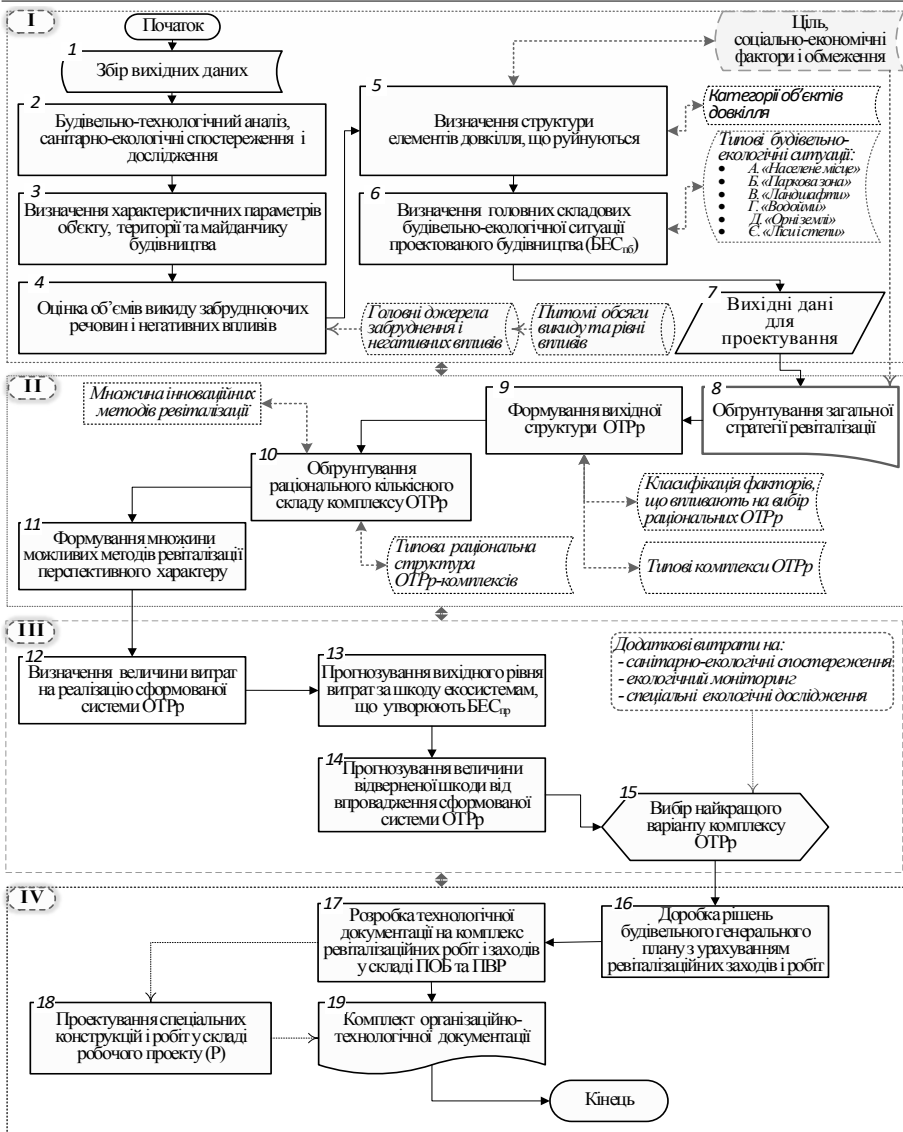 I
Початок
Ціль,
соціально-економічні
фактори і обмеження
1
Збір вихідних даних
2
Будівельно-технологічний аналіз,
санітарно-екологічні спостереження і
дослідження
5
Визначення структури
елементів довкілля, що руйнуються
Категорії об'єктів
довкілля
Типові будівельно-
екологічні ситуації:
• А. «Населене місце»
• Б. «Паркова зона»
• В. «Ландшафти»
• Г. «Водойми»
• Д. «Орні землі»
• Є. «Ліси і степи»
3
Визначення характеристичних параметрів
об'єкту, території та майданчику
будівництва
6
Визначення головних складових
будівельно-екологічної ситуації
проектованого будівництва (БЕСпб)
4
Оцінка об’ємів викиду забруднюючих
речовин і негативних впливів
Головні джерела
забруднення і
негативних впливів
Питомі обсяги
викиду та рівні
впливів
7
Вихідні дані
для
проектування
II
Множина інноваційних
методів ревіталізації
9
Формування вихідної
структури ОТРр
8
Обґрунтування загальної
стратегії ревіталізації
10
Обґрунтування
раціонального кількісного
складу комплексу ОТРр
Класифікація факторів,
що впливають на вибір
раціональних ОТРр
11
Формування множини
можливих методів ревіталізації
перспективного характеру
Типова раціональна
структура
ОТРр-комплексів
Типові комплекси ОТРр
III
12
Визначення величини витрат
на реалізацію сформованої
системи ОТРр
13
Прогнозування вихідного рівня
витрат за шкоду екосистемам,
що утворюють БЕСпр
Додаткові витрати на:
- санітарно-екологічні спостереження
- екологічний моніторинг
- спеціальні екологічні дослідження
14
Прогнозування величини
відверненої шкоди від
впровадження сформованої
системи ОТРр
15
Вибір найкращого
варіанту комплексу
ОТРр
IV
17
Розробка технологічної
документації на комплекс
ревіталізаційних робіт і заходів
у складі ПОБ та ПВР
16
Доробка рішень
будівельного генерального
плану з урахуванням
ревіталізаційних заходів і робіт
18
Проектування спеціальних
конструкцій і робіт у складі
робочого проекту (Р)
19
Комплект організаційно-
технологічної документації
Кінець